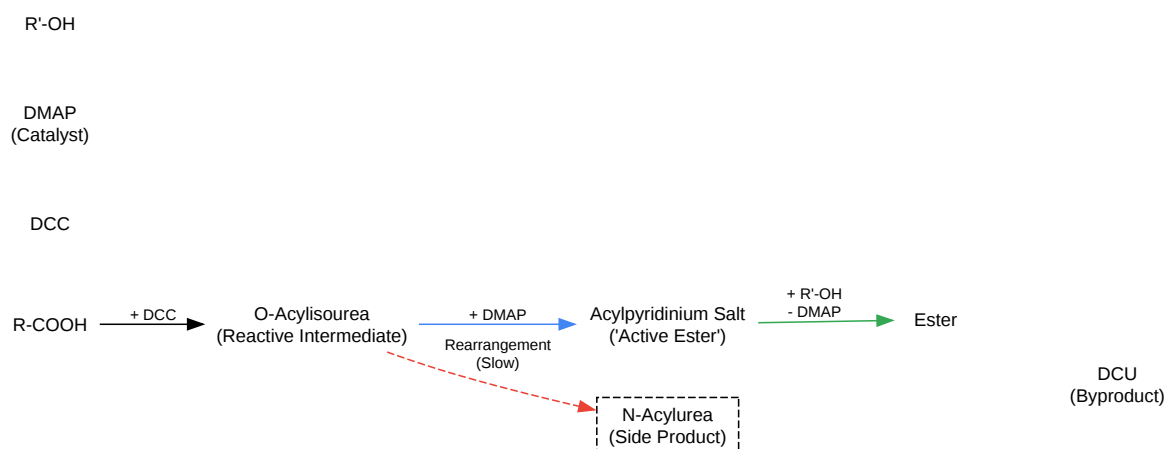 R'-OH
DMAP
(Catalyst)
DCC
R-COOH
+ DCC
O-Acylisourea
(Reactive Intermediate)
+ DMAP
Rearrangement
(Slow)
Acylpyridinium Salt
('Active Ester')
+ R'-OH
- DMAP
Ester
DCU
(Byproduct)
N-Acylurea
(Side Product)